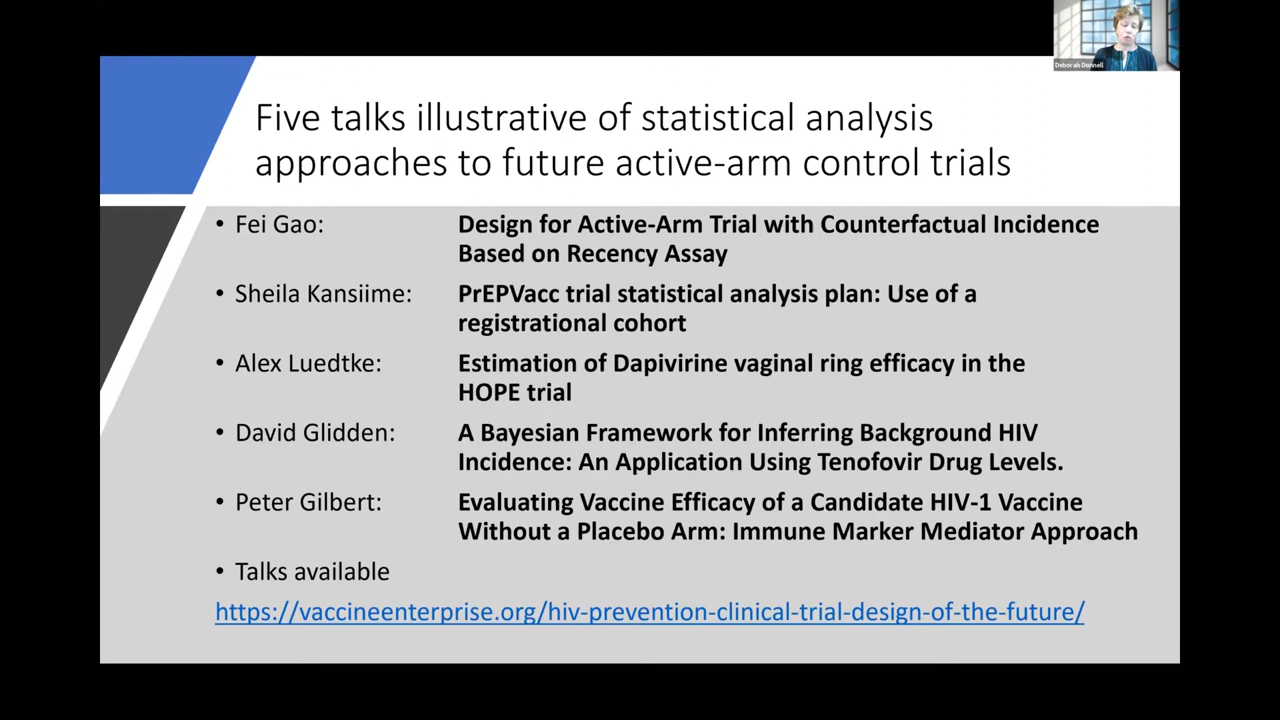 Deborah Donnell
Five talks illustrative of statistical analysis
approaches to future active-arm control trials
• Fei Gao: Design for Active-Arm Trial with Counterfactual Incidence
Based on Recency Assay
• Sheila Kansiime: PrEPVacc trial statistical analysis plan: Use of a
registrational cohort
• Alex Luedtke: Estimation of Dapivirine vaginal ring efficacy in the
HOPE trial
• David Glidden: A Bayesian Framework for Inferring Background HIV
Incidence: An Application Using Tenofovir Drug Levels.
• Peter Gilbert: Evaluating Vaccine Efficacy of a Candidate HIV-1 Vaccine
Without a Placebo Arm: Immune Marker Mediator Approach
• Talks available
https://vaccineenterprise.org/hiv-prevention-clinical-trial-design-of-the-future/